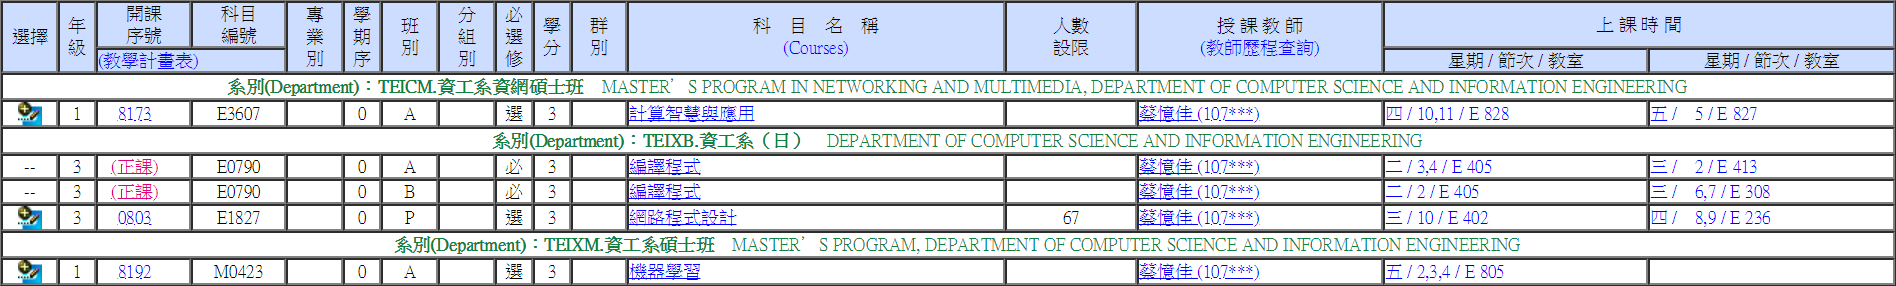 選擇 年級 開課序號 科目編號 專業別 學期序 班別 分組別 必選修 學分 群別 科 目 名 稱 (Courses) 人數設限 授 課 教 師 (教師歷程查詢) 上 課 時 間
(教學計畫表) 星期 / 節次 / 教室 星期 / 節次 / 教室
系別(Department)：TEICM.資工系資網碩士班 MASTER’S PROGRAM IN NETWORKING AND MULTIMEDIA, DEPARTMENT OF COMPUTER SCIENCE AND INFORMATION ENGINEERING
1 8173 E3607 0 A 選 3 計算智慧與應用 蔡憶佳 (107***) 四 / 10,11 / E 828 五 / 5 / E 827
系別(Department)：TEIXB.資工系（日） DEPARTMENT OF COMPUTER SCIENCE AND INFORMATION ENGINEERING
-- 3 (正課) E0790 0 A 必 3 編譯程式 蔡憶佳 (107***) 二 / 3,4 / E 405 三 / 2 / E 413
-- 3 (正課) E0790 0 B 必 3 編譯程式 蔡憶佳 (107***) 二 / 2 / E 405 三 / 6,7 / E 308
3 0803 E1827 0 P 選 3 網路程式設計 67 蔡憶佳 (107***) 三 / 10 / E 402 四 / 8,9 / E 236
系別(Department)：TEIXM.資工系碩士班 MASTER’S PROGRAM, DEPARTMENT OF COMPUTER SCIENCE AND INFORMATION ENGINEERING
1 8192 M0423 0 A 選 3 機器學習 蔡憶佳 (107***) 五 / 2,3,4 / E 805